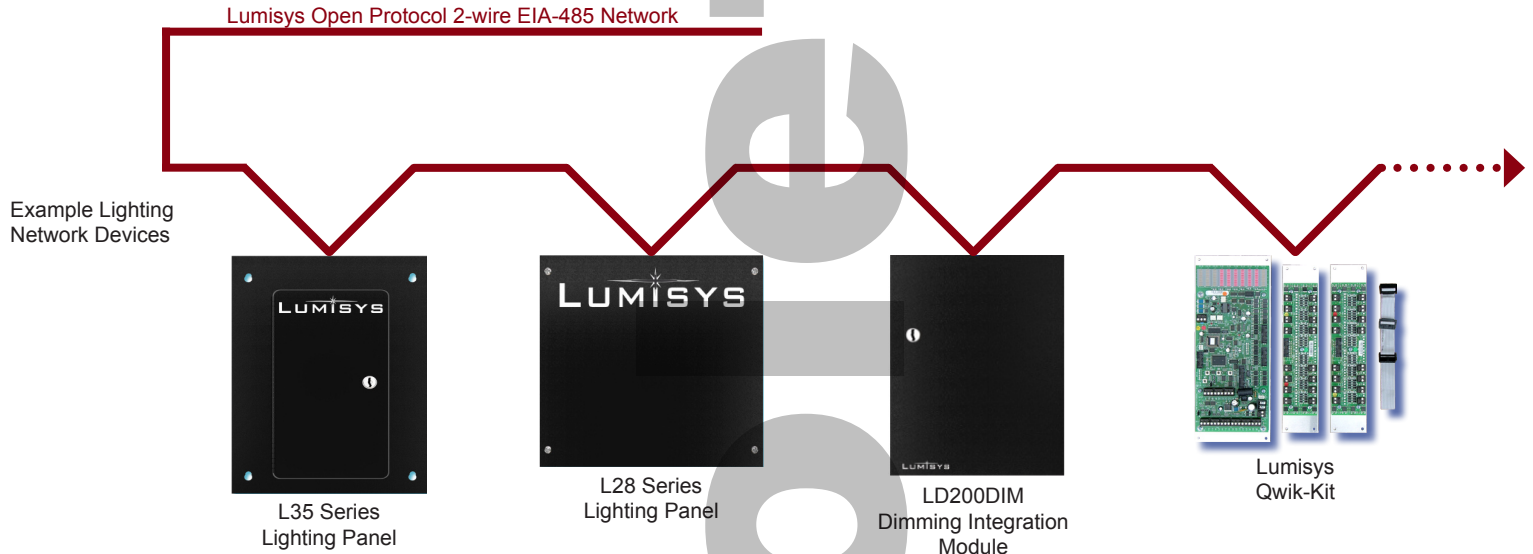 Lumisys Open Protocol 2-wire EIA-485 Network
Example Lighting
Network Devices
LUMISYS
LUMISYS
LUMISYS
L35 Series
Lighting Panel
L28 Series
Lighting Panel
LD200DIM
Dimming Integration
Module
Lumisys
Qwik-Kit